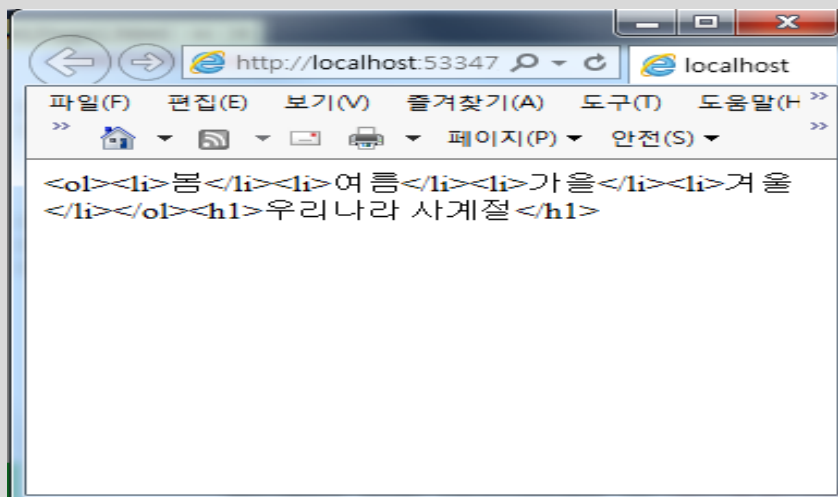 http://localhost:53347
localhost
파일(F) 편집(E) 보기(V) 즐겨찾기(A) 도구(T) 도움말(H
페이지(P) 안전(S)
<ol><li>봄</li><li>여름</li><li>가을</li><li>겨울
</li></ol><h1>우리나라 사계절</h1>